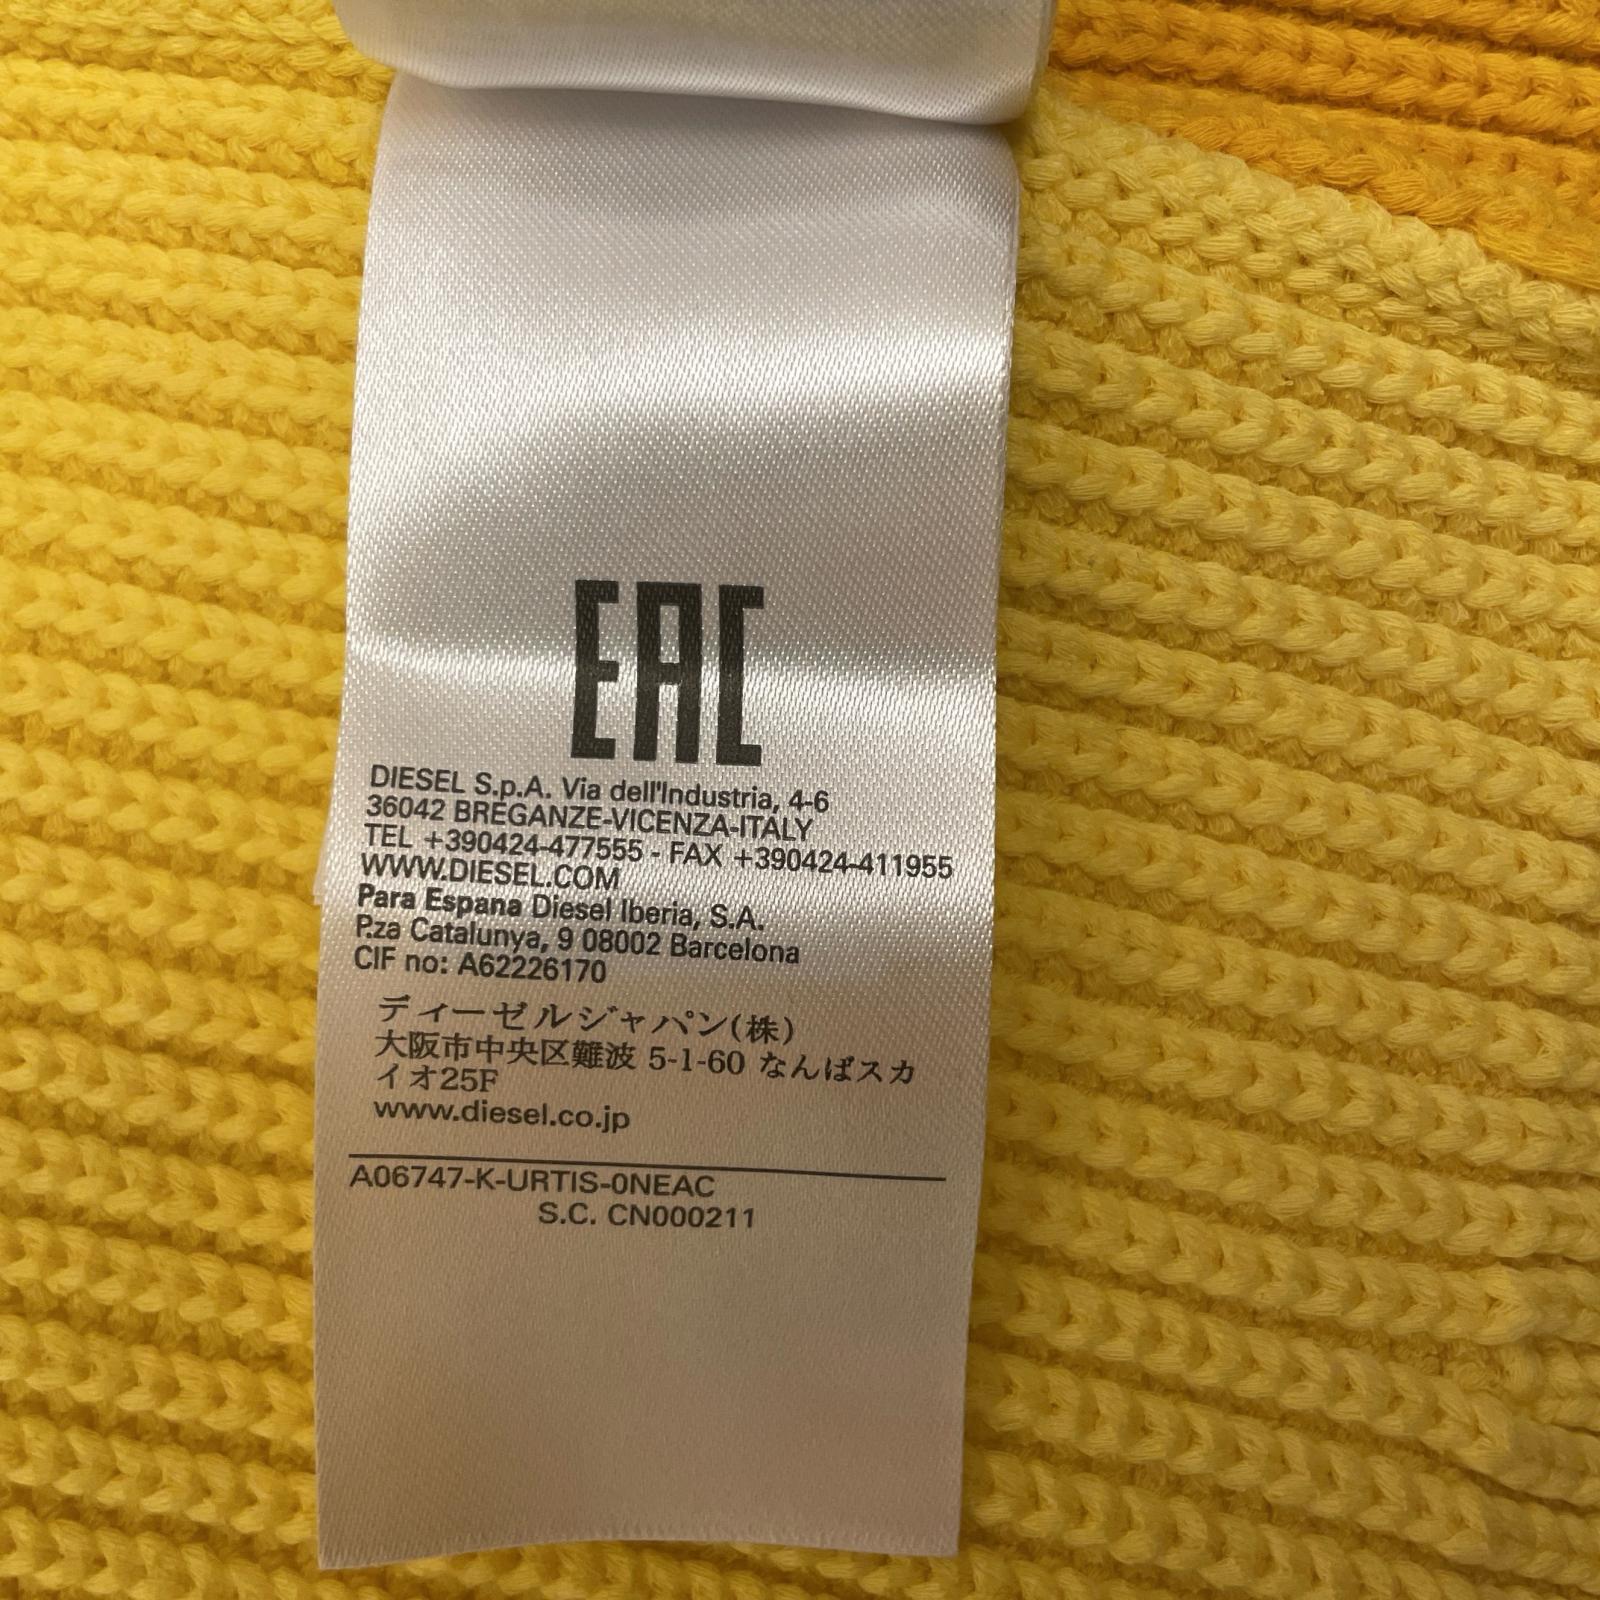 EAC
DIESEL S.p.A. Via dell'Industria, 4-6
36042 BREGANZE-VICENZA-ITALY
TEL +390424-477555 - FAX +390424-411955
WWW.DIESEL.COM
Para Espana Diesel Iberia, S.A.
P.za Catalunya, 9 08002 Barcelona
CIF no: A62226170
ディーゼルジャパン(株)
大阪市中央区難波 5-1-60 なんばスカ
イオ25F
www.diesel.co.jp
A06747-K-URTIS-0NEAC
S.C. CN000211